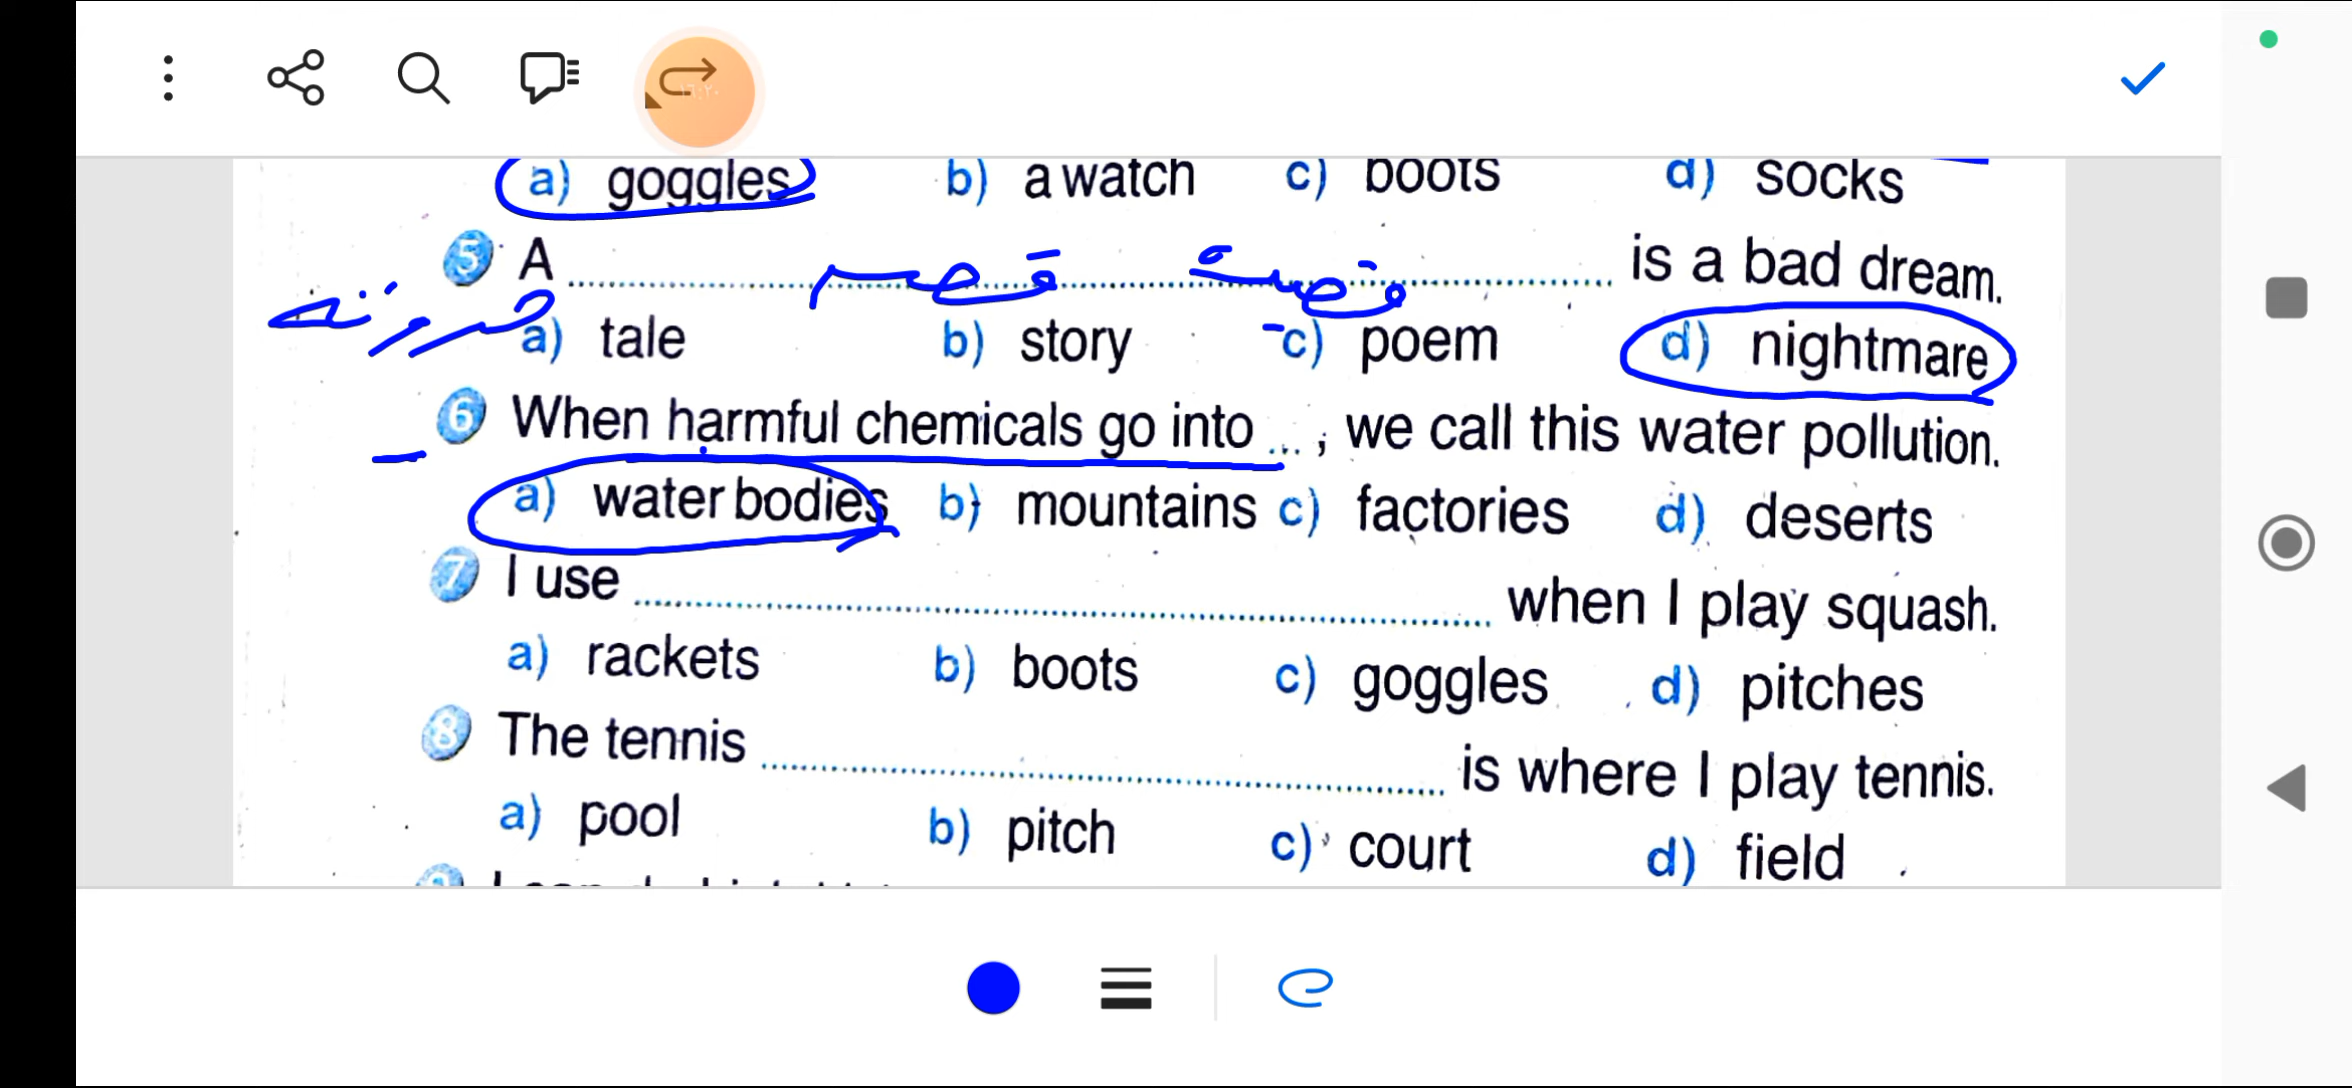 a) goggles b) a watch c) boots d) socks
5 A ........ is a bad dream.
a) tale b) story c) poem d) nightmare
قصة قصيدة
6 When harmful chemicals go into ... , we call this water pollution.
a) water bodies b) mountains c) factories d) deserts
7 I use ........ when I play squash.
a) rackets b) boots c) goggles d) pitches
8 The tennis ........ is where I play tennis.
a) pool b) pitch c) court d) field